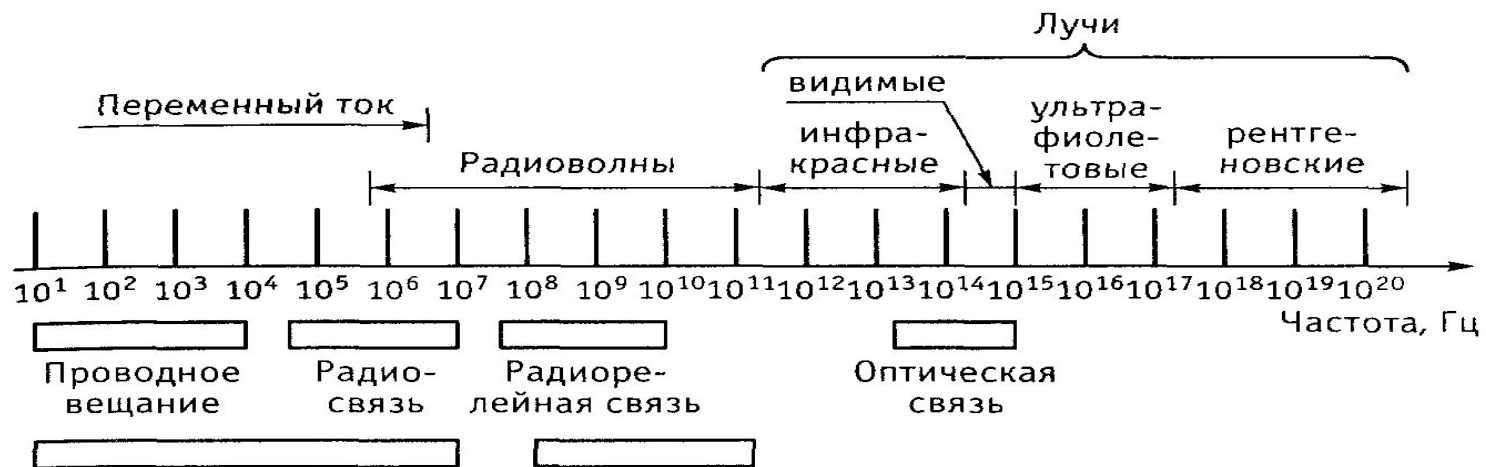 Лучи
видимые
Переменный ток
ультра-
фиоле-
товые
инфра-
красные
рентге-
новские
Радиоволны
10¹ 10² 10³ 10⁴ 10⁵ 10⁶ 10⁷ 10⁸ 10⁹ 10¹⁰ 10¹¹ 10¹² 10¹³ 10¹⁴ 10¹⁵ 10¹⁶ 10¹⁷ 10¹⁸ 10¹⁹ 10²⁰
Частота, Гц
Проводное
вещание
Радио-
связь
Радиоре-
лейная связь
Оптическая
связь